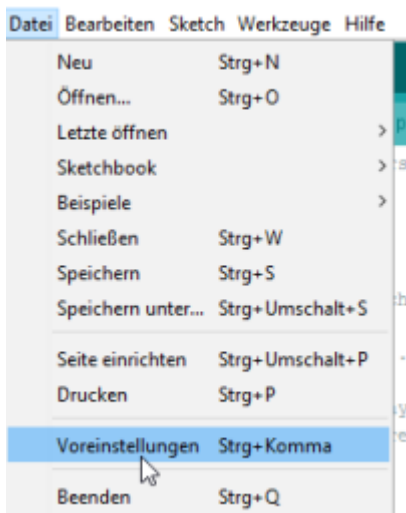 Datei Bearbeiten Sketch Werkzeuge Hilfe
Neu Strg+N
Öffnen... Strg+O
Letzte öffnen >
Sketchbook >
Beispiele >
Schließen Strg+W
Speichern Strg+S
Speichern unter... Strg+Umschalt+S
Seite einrichten Strg+Umschalt+P
Drucken Strg+P
Voreinstellungen Strg+Komma
Beenden Strg+Q